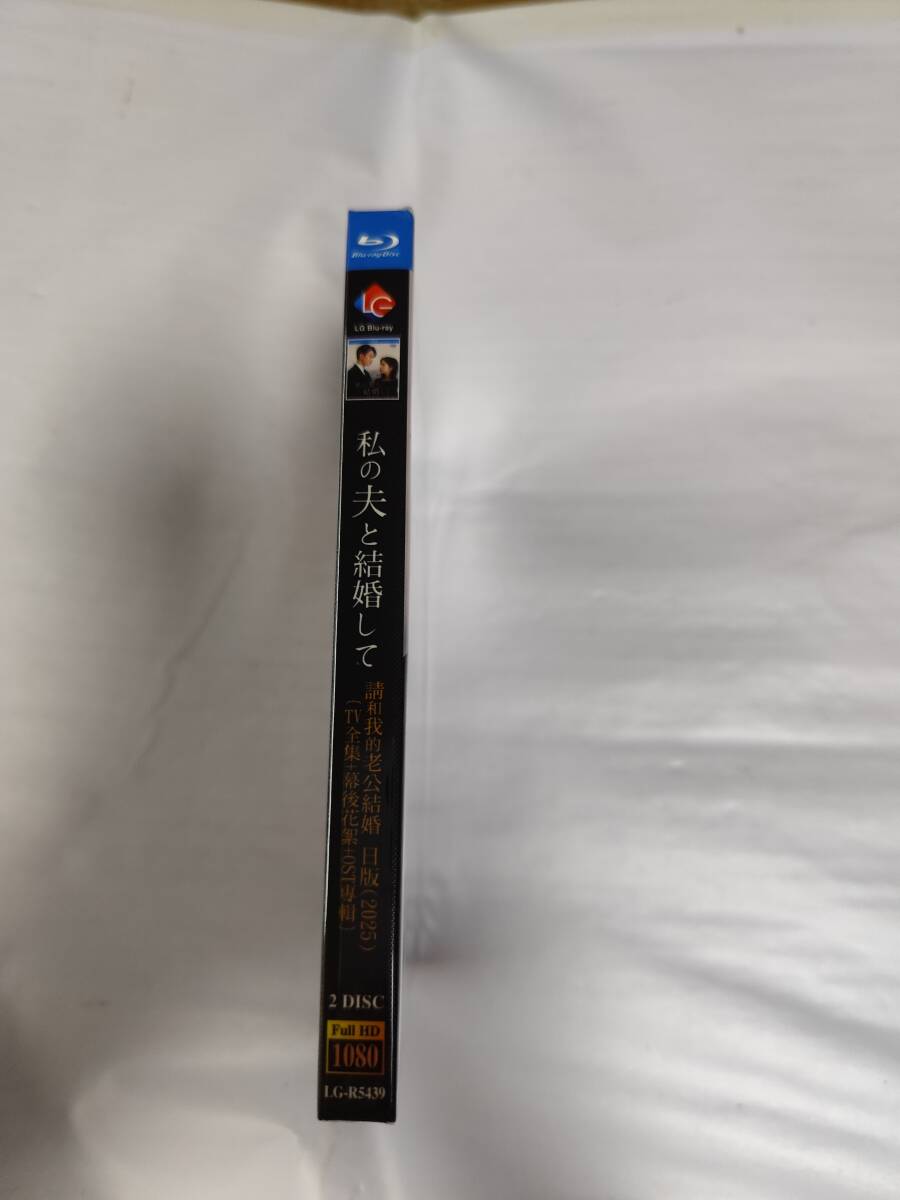 Blu-ray Disc
LG
LG Blu-ray
私の夫と結婚して
請和我的老公結婚 日版(2025)
(TV全集+幕後花絮+OST專輯)
2 DISC
Full HD
1080
LG-R5439